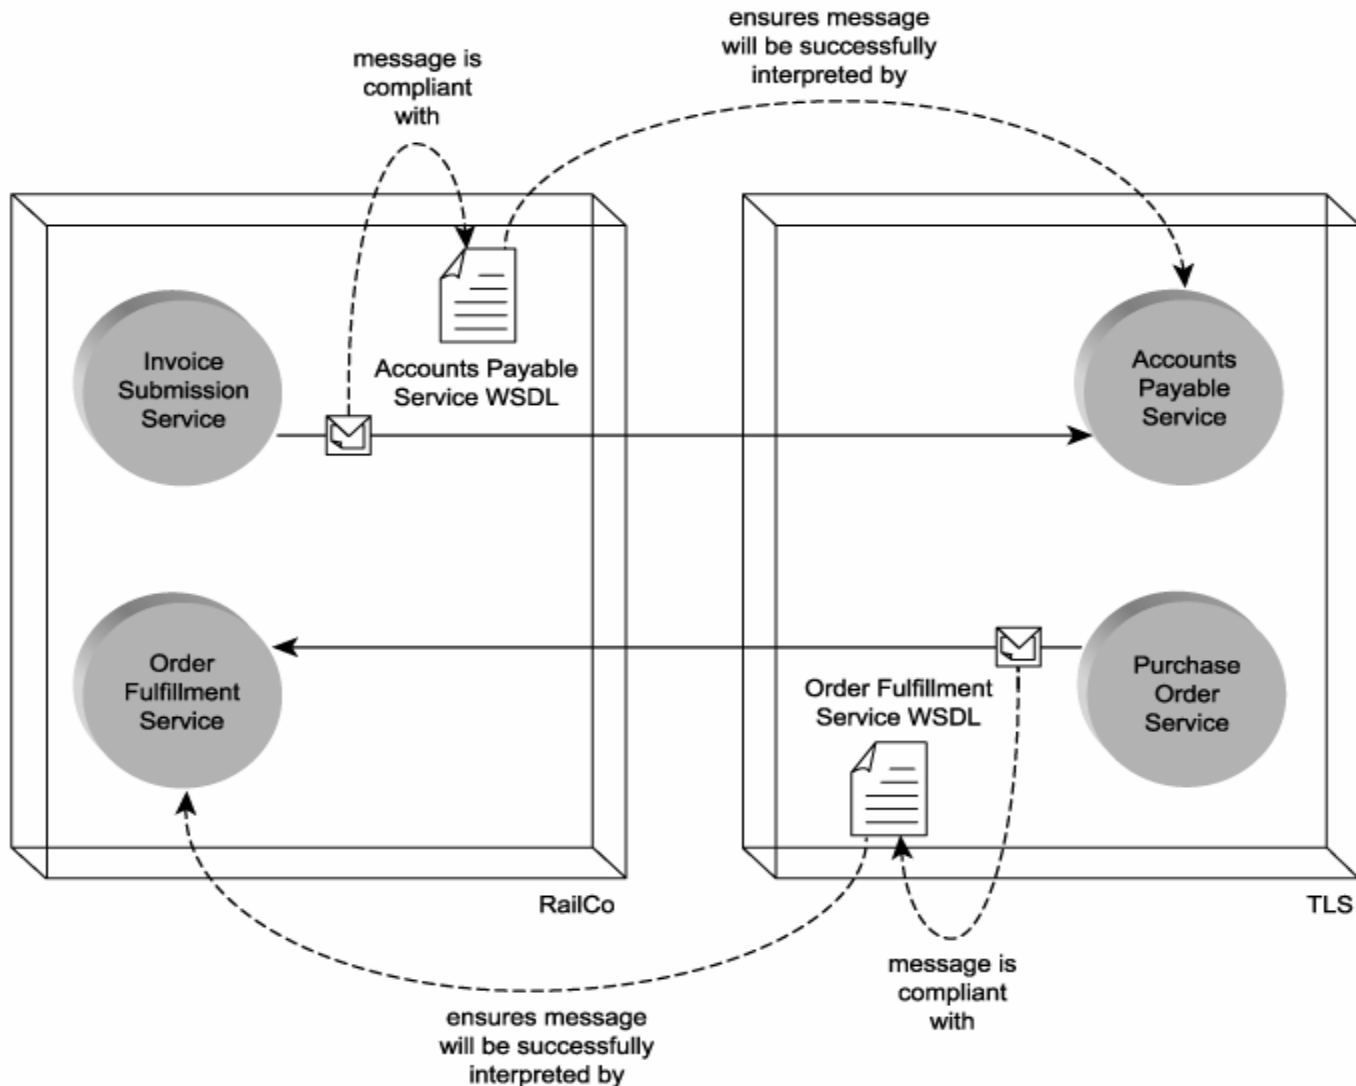 ensures message
will be successfully
interpreted by
message is
compliant
with
Invoice
Submission
Service
Accounts Payable
Service WSDL
Accounts
Payable
Service
Order
Fulfillment
Service
Order Fulfillment
Service WSDL
Purchase
Order
Service
RailCo
TLS
message is
compliant
with
ensures message
will be successfully
interpreted by